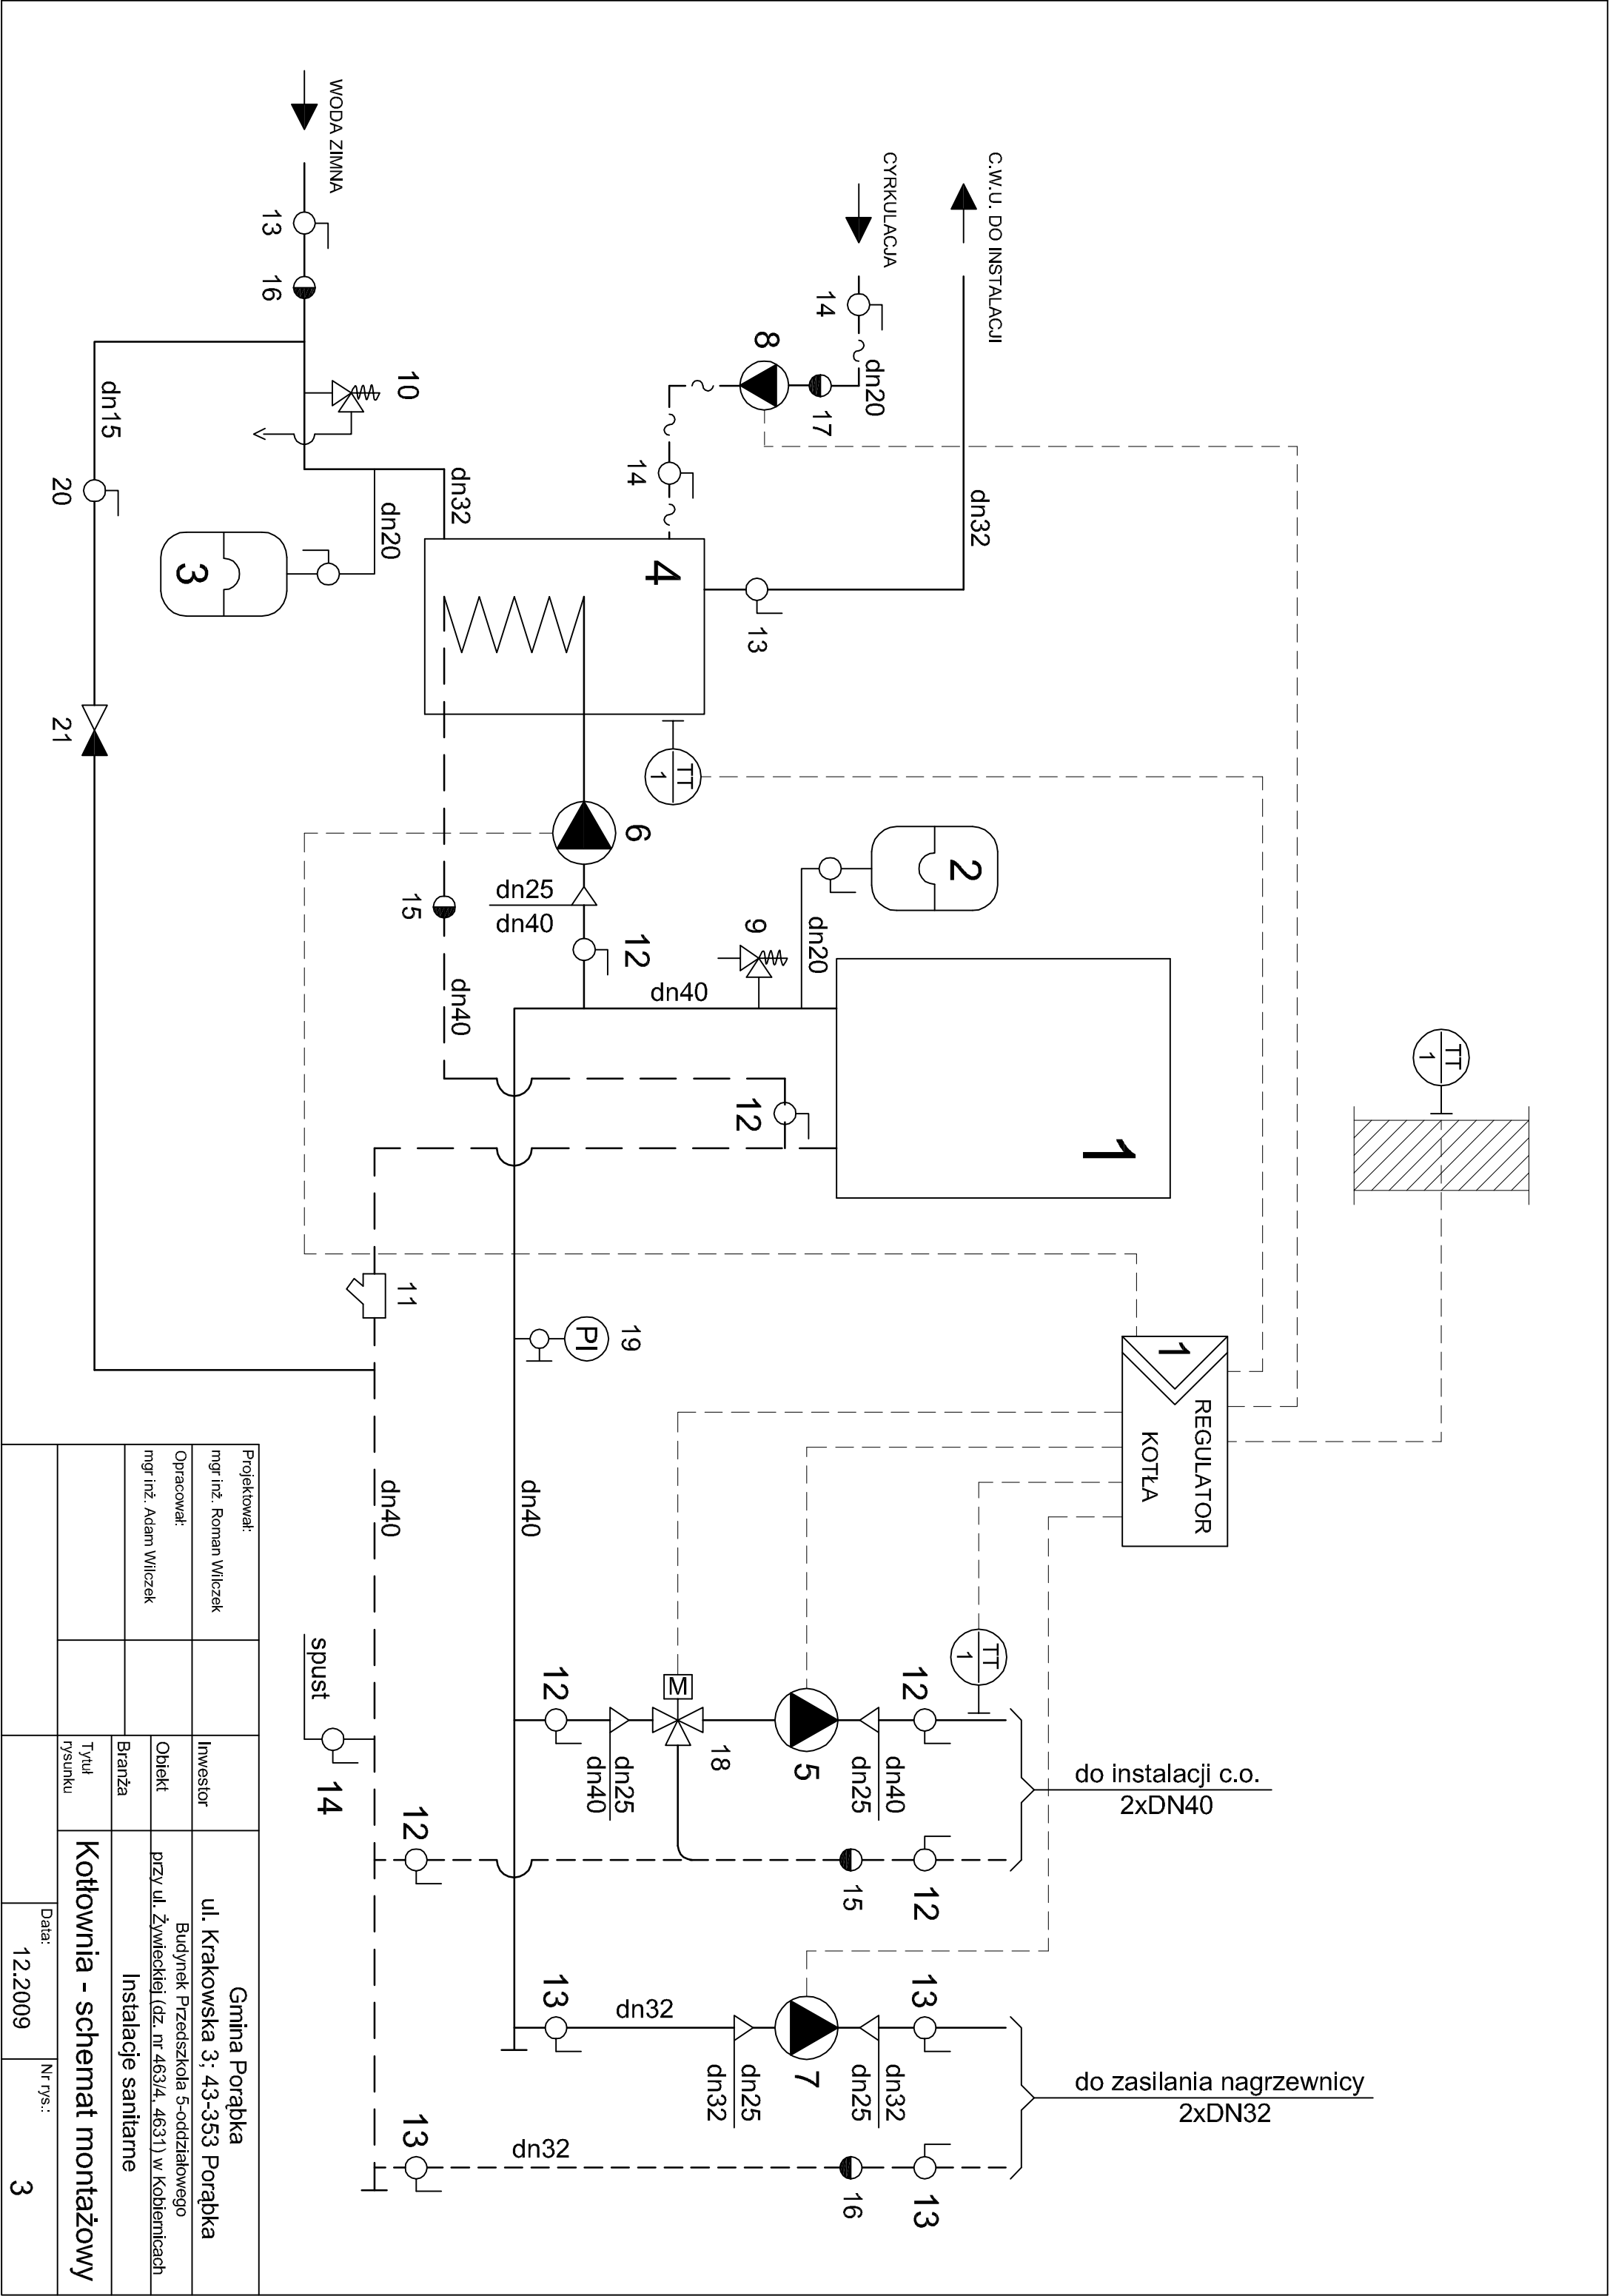 WODA ZIMNA
13
16
10
dn15
20
21
dn20
3
dn32
CYRKULACJA
14
dn20
17
8
14
C.W.U. DO INSTALACJI
dn32
13
4
TT
1
6
dn25
dn40
12
15
dn40
2
dn20
9
dn40
1
12
11
PI
19
TT
1
1
REGULATOR
KOTŁA
dn40
dn40
spust
14
12
dn25
dn40
M
18
5
dn40
dn25
12
TT
1
do instalacji c.o.
2xDN40
12
15
12
13
dn32
dn25
dn32
7
dn32
dn25
13
do zasilania nagrzewnicy
2xDN32
13
dn32
16
13
Projektował:
mgr inż. Roman Wilczek
Opracował:
mgr inż. Adam Wilczek
Inwestor
Gmina Porąbka
ul. Krakowska 3; 43-353 Porąbka
Obiekt
Budynek Przedszkola 5-oddziałowego
przy ul. Żywieckiej (dz. nr 463/4, 4631) w Kobiernicach
Branża
Instalacje sanitarne
Tytuł
rysunku
Kotłownia - schemat montażowy
Data:
12.2009
Nr rys.:
3